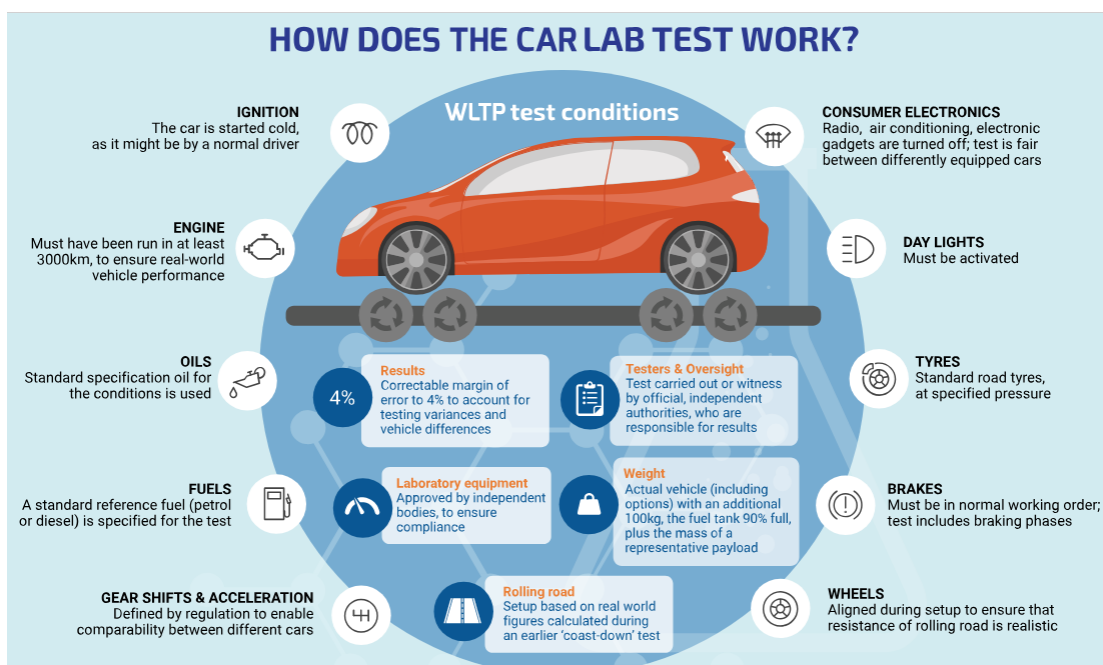 HOW DOES THE CAR LAB TEST WORK?
WLTP test conditions
IGNITION
The car is started cold,
as it might be by a normal driver
ENGINE
Must have been run in at least
3000km, to ensure real-world
vehicle performance
OILS
Standard specification oil for
the conditions is used
FUELS
A standard reference fuel (petrol
or diesel) is specified for the test
GEAR SHIFTS & ACCELERATION
Defined by regulation to enable
comparability between different cars
4%
Results
Correctable margin of
error to 4% to account for
testing variances and
vehicle differences
Testers & Oversight
Test carried out or witness
by official, independent
authorities, who are
responsible for results
Laboratory equipment
Approved by independent
bodies, to ensure
compliance
Weight
Actual vehicle (including
options) with an additional
100kg, the fuel tank 90% full,
plus the mass of a
representative payload
Rolling road
Setup based on real world
figures calculated during
an earlier ‘coast-down’ test
CONSUMER ELECTRONICS
Radio, air conditioning, electronic
gadgets are turned off; test is fair
between differently equipped cars
DAY LIGHTS
Must be activated
TYRES
Standard road tyres,
at specified pressure
BRAKES
Must be in normal working order;
test includes braking phases
WHEELS
Aligned during setup to ensure that
resistance of rolling road is realistic